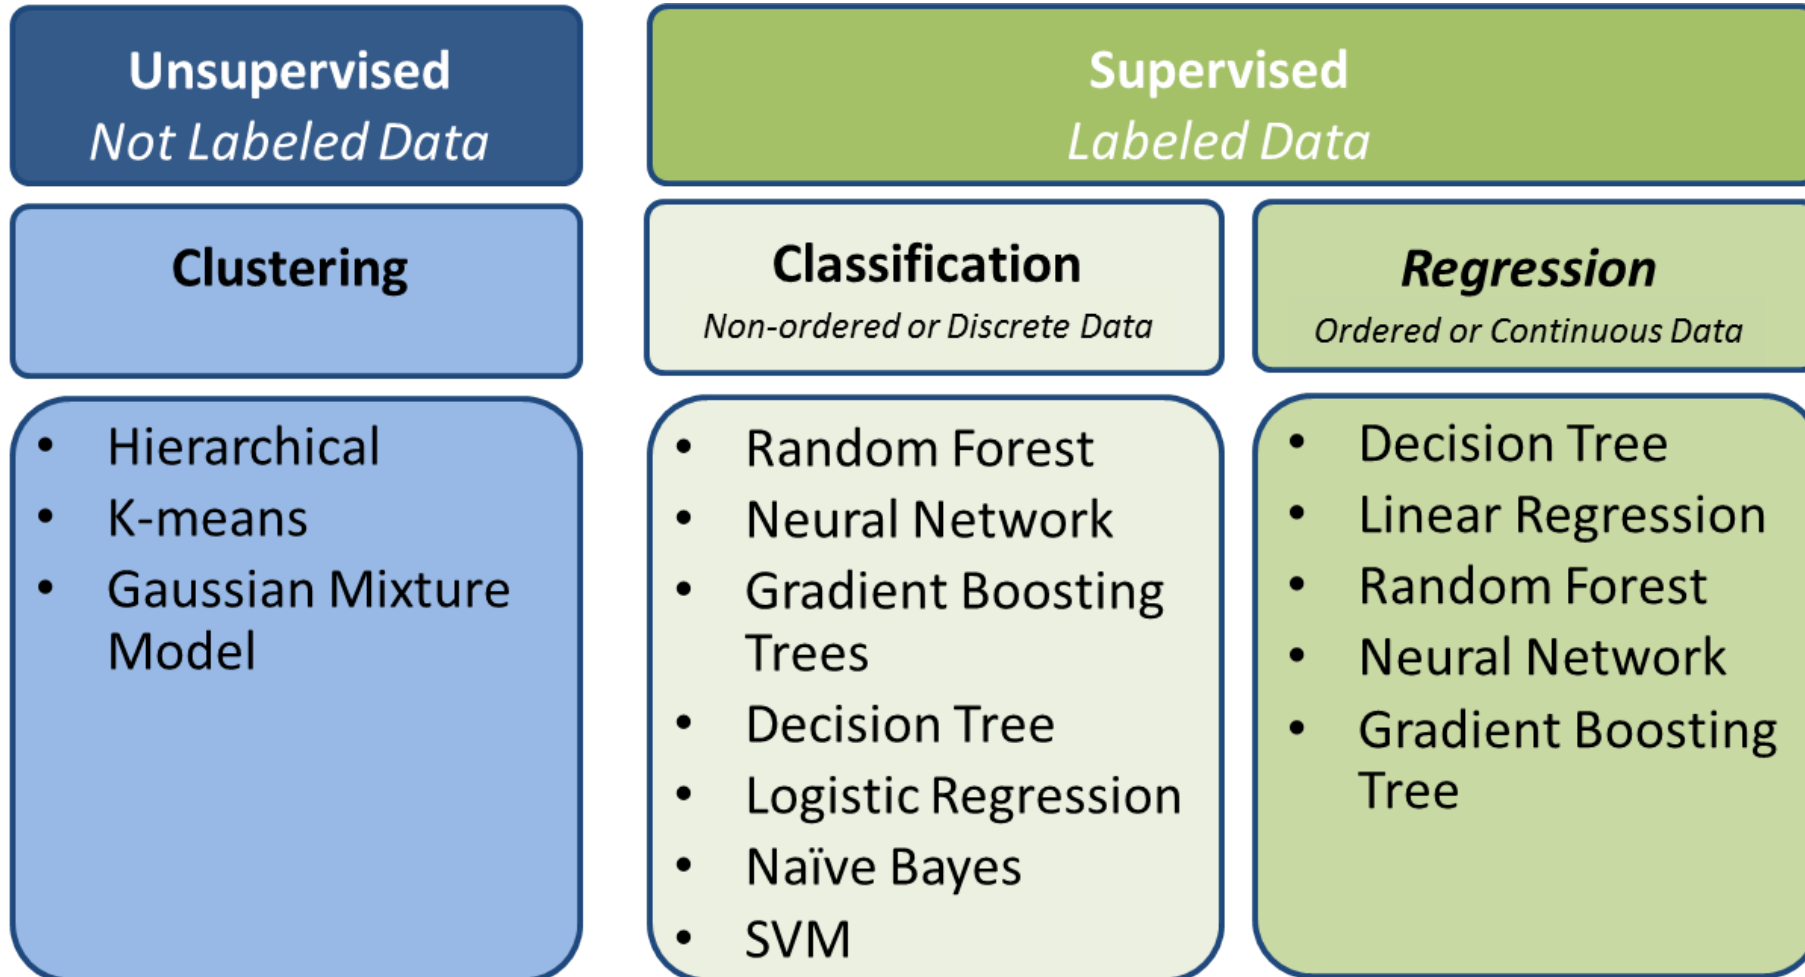 Unsupervised
Not Labeled Data
Clustering
• Hierarchical
• K-means
• Gaussian Mixture
Model
Supervised
Labeled Data
Classification
Non-ordered or Discrete Data
• Random Forest
• Neural Network
• Gradient Boosting
Trees
• Decision Tree
• Logistic Regression
• Naïve Bayes
• SVM
Regression
Ordered or Continuous Data
• Decision Tree
• Linear Regression
• Random Forest
• Neural Network
• Gradient Boosting
Tree